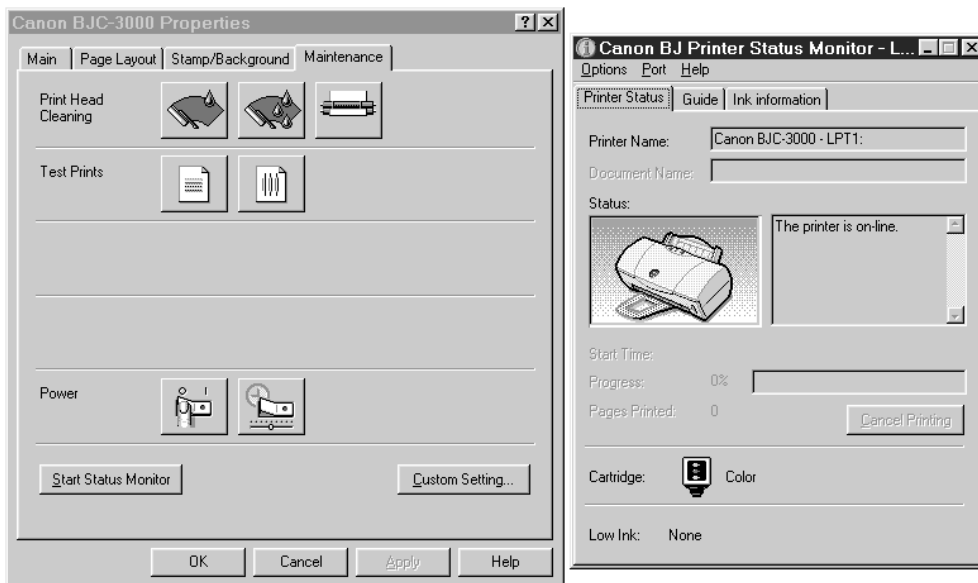 Canon BJC-3000 Properties
Main
Page Layout
Stamp/Background
Maintenance
Print Head
Cleaning
Test Prints
Power
Start Status Monitor
Custom Setting...
OK
Cancel
Apply
Help
Canon BJ Printer Status Monitor - L...
Options
Port
Help
Printer Status
Guide
Ink information
Printer Name:
Canon BJC-3000 - LPT1:
Document Name:
Status:
The printer is on-line.
Start Time:
Progress:
0%
Pages Printed:
0
Cancel Printing
Cartridge:
Color
Low Ink:
None